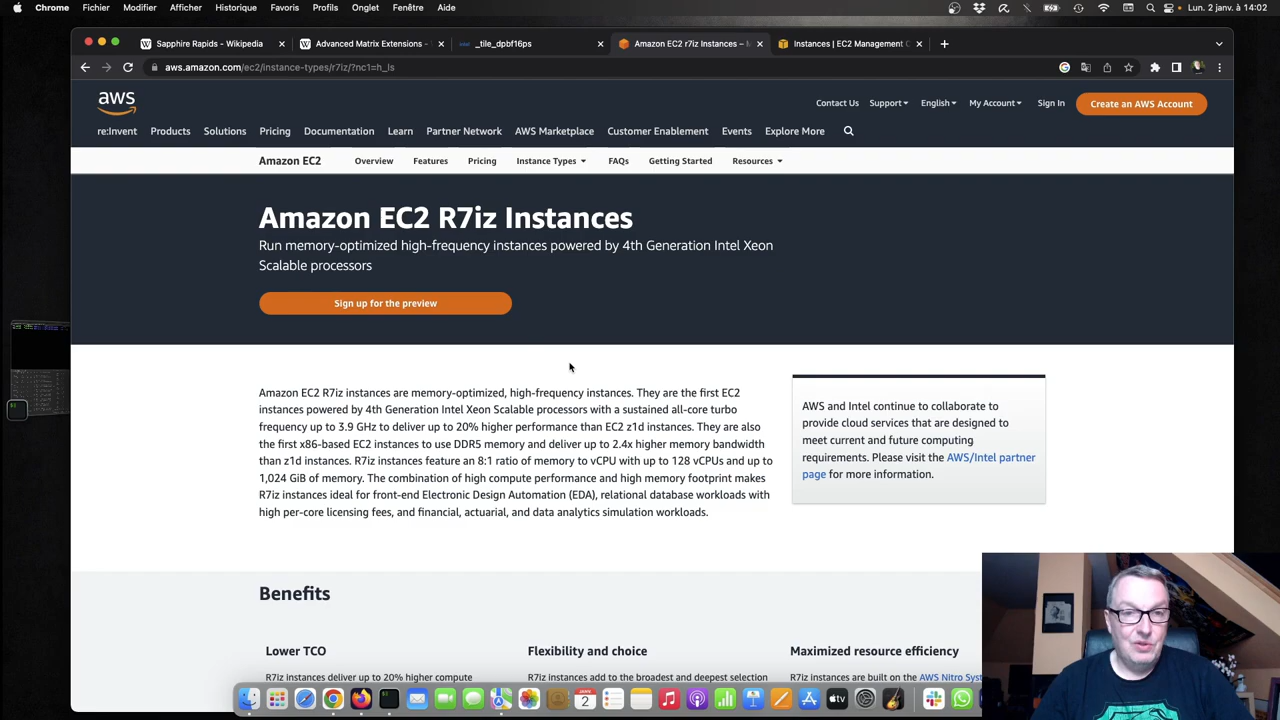 Chrome Fichier Modifier Afficher Historique Favoris Profils Onglet Fenêtre Aide Lun. 2 janv. à 14:02
Sapphire Rapids - Wikipedia Advanced Matrix Extensions - _tile_dpbf16ps Amazon EC2 r7iz Instances – Instances | EC2 Management
aws.amazon.com/ec2/instance-types/r7iz/?nc1=h_ls
aws
Contact Us Support English My Account Sign In Create an AWS Account
re:Invent Products Solutions Pricing Documentation Learn Partner Network AWS Marketplace Customer Enablement Events Explore More
Amazon EC2 Overview Features Pricing Instance Types FAQs Getting Started Resources
Amazon EC2 R7iz Instances
Run memory-optimized high-frequency instances powered by 4th Generation Intel Xeon
Scalable processors
Sign up for the preview
Amazon EC2 R7iz instances are memory-optimized, high-frequency instances. They are the first EC2
instances powered by 4th Generation Intel Xeon Scalable processors with a sustained all-core turbo
frequency up to 3.9 GHz to deliver up to 20% higher performance than EC2 z1d instances. They are also
the first x86-based EC2 instances to use DDR5 memory and deliver up to 2.4x higher memory bandwidth
than z1d instances. R7iz instances feature an 8:1 ratio of memory to vCPU with up to 128 vCPUs and up to
1,024 GiB of memory. The combination of high compute performance and high memory footprint makes
R7iz instances ideal for front-end Electronic Design Automation (EDA), relational database workloads with
high per-core licensing fees, and financial, actuarial, and data analytics simulation workloads.
AWS and Intel continue to collaborate to
provide cloud services that are designed to
meet current and future computing
requirements. Please visit the AWS/Intel partner
page for more information.
Benefits
Lower TCO
R7iz instances deliver up to 20% higher compute
Flexibility and choice
R7iz instances add to the broadest and deepest selection
Maximized resource efficiency
R7iz instances are built on the AWS Nitro Sys